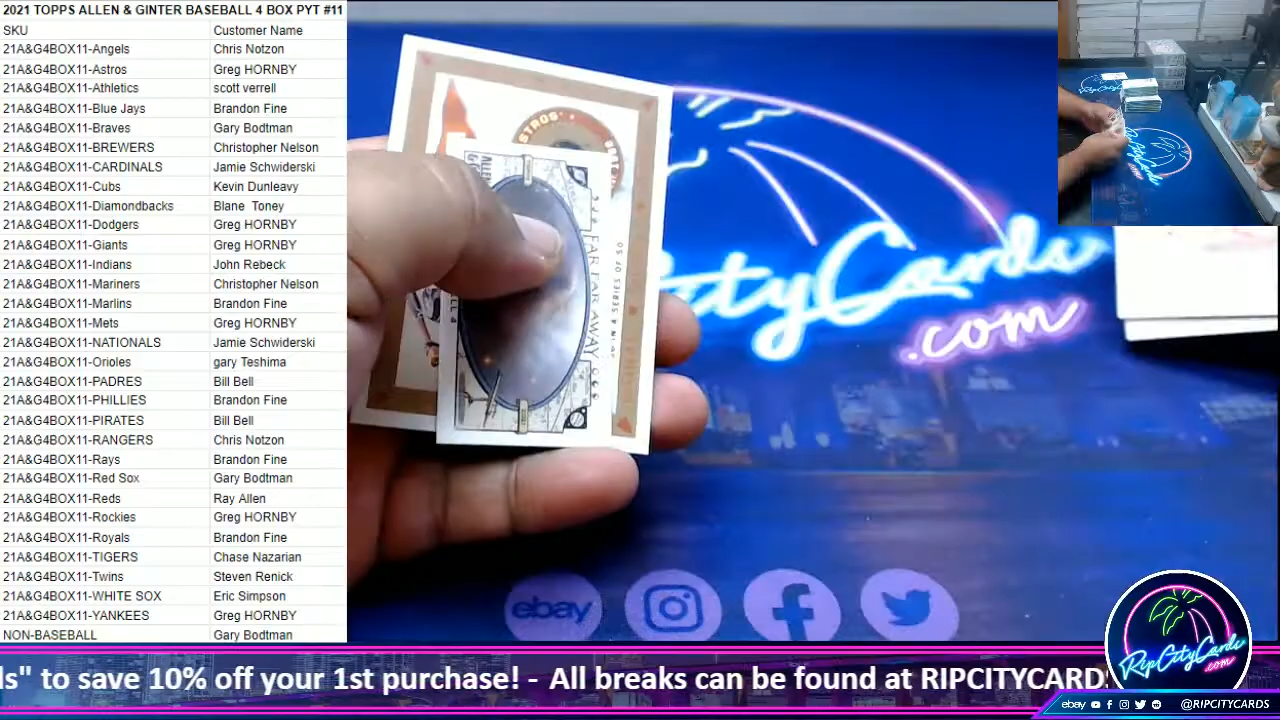 2021 TOPPS ALLEN & GINTER BASEBALL 4 BOX PYT #11
SKU Customer Name
21A&G4BOX11-Angels Chris Notzon
21A&G4BOX11-Astros Greg HORNBY
21A&G4BOX11-Athletics scott verrell
21A&G4BOX11-Blue Jays Brandon Fine
21A&G4BOX11-Braves Gary Bodtman
21A&G4BOX11-BREWERS Christopher Nelson
21A&G4BOX11-CARDINALS Jamie Schwiderski
21A&G4BOX11-Cubs Kevin Dunleavy
21A&G4BOX11-Diamondbacks Blane Toney
21A&G4BOX11-Dodgers Greg HORNBY
21A&G4BOX11-Giants Greg HORNBY
21A&G4BOX11-Indians John Rebeck
21A&G4BOX11-Mariners Christopher Nelson
21A&G4BOX11-Marlins Brandon Fine
21A&G4BOX11-Mets Greg HORNBY
21A&G4BOX11-NATIONALS Jamie Schwiderski
21A&G4BOX11-Orioles gary Teshima
21A&G4BOX11-PADRES Bill Bell
21A&G4BOX11-PHILLIES Brandon Fine
21A&G4BOX11-PIRATES Bill Bell
21A&G4BOX11-RANGERS Chris Notzon
21A&G4BOX11-Rays Brandon Fine
21A&G4BOX11-Red Sox Gary Bodtman
21A&G4BOX11-Reds Ray Allen
21A&G4BOX11-Rockies Greg HORNBY
21A&G4BOX11-Royals Brandon Fine
21A&G4BOX11-TIGERS Chase Nazarian
21A&G4BOX11-Twins Steven Renick
21A&G4BOX11-WHITE SOX Eric Simpson
21A&G4BOX11-YANKEES Greg HORNBY
NON-BASEBALL Gary Bodtman
FAR FAR AWAY
IN A SERIES OF 50
ityCards
.com
ebay
RipCityCards
.com
ds" to save 10% off your 1st purchase! - All breaks can be found at RIPCITYCARDS
ebay @RIPCITYCARDS